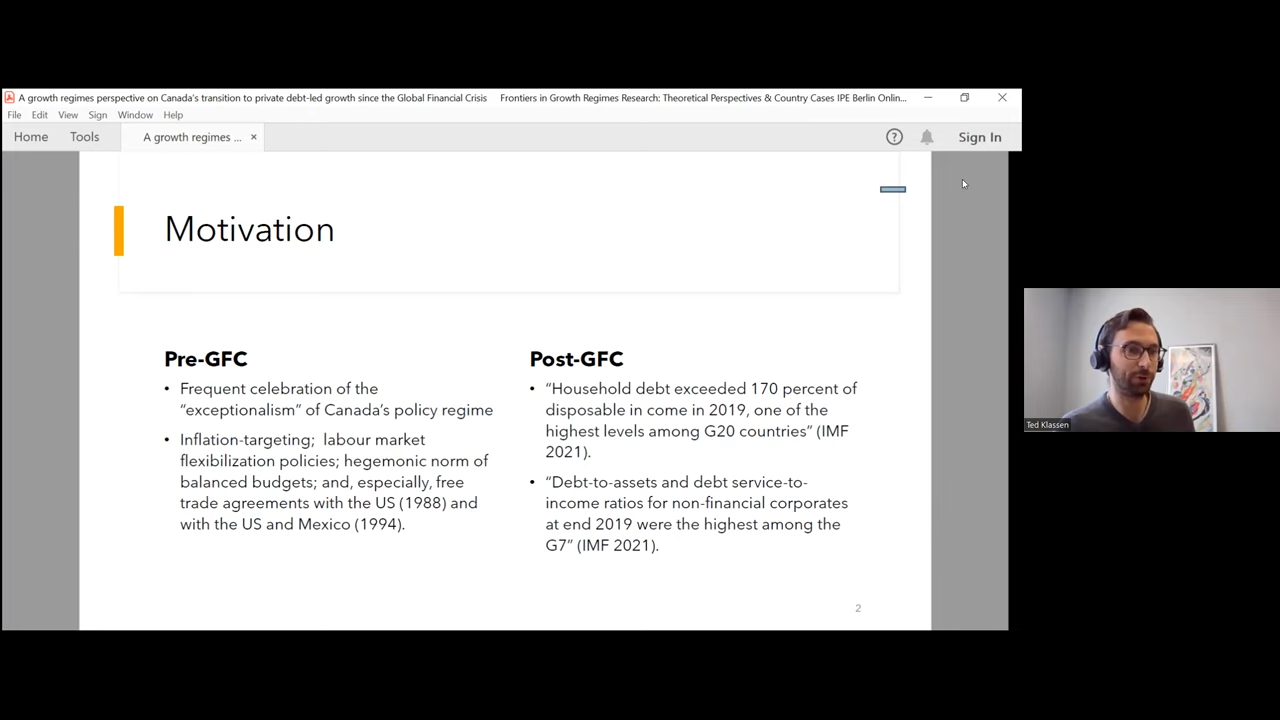 A growth regimes perspective on Canada's transition to private debt-led growth since the Global Financial Crisis Frontiers in Growth Regimes Research: Theoretical Perspectives & Country Cases IPE Berlin Onlin...
File Edit View Sign Window Help
Home Tools A growth regimes ... × ? Sign In
Motivation
Pre-GFC
• Frequent celebration of the
“exceptionalism” of Canada’s policy regime
• Inflation-targeting; labour market
flexibilization policies; hegemonic norm of
balanced budgets; and, especially, free
trade agreements with the US (1988) and
with the US and Mexico (1994).
Post-GFC
• “Household debt exceeded 170 percent of
disposable in come in 2019, one of the
highest levels among G20 countries” (IMF
2021).
• “Debt-to-assets and debt service-to-
income ratios for non-financial corporates
at end 2019 were the highest among the
G7” (IMF 2021).
2
Ted Klassen